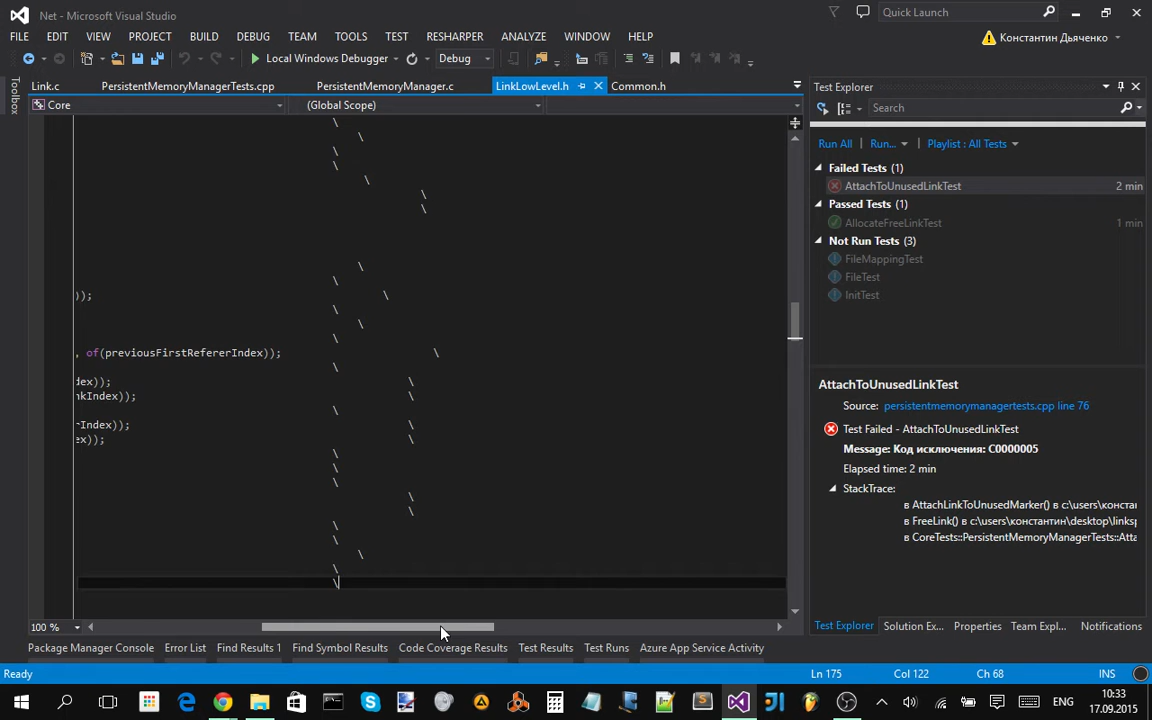 Net - Microsoft Visual Studio
Quick Launch
FILE EDIT VIEW PROJECT BUILD DEBUG TEAM TOOLS TEST RESHARPER ANALYZE WINDOW HELP
Константин Дьяченко
Local Windows Debugger Debug
Toolbox
Link.c PersistentMemoryManagerTests.cpp PersistentMemoryManager.c LinkLowLevel.h Common.h
Core (Global Scope)
\
\
\
\
\
\
\
\
\
)); \
\
\
\
, of(previousFirstRefererIndex)); \
\
dex)); \
nkIndex)); \
\
rIndex)); \
ex)); \
\
\
\
\
\
\
\
\
\
\
100 %
Test Explorer
Search
Run All Run... Playlist : All Tests
Failed Tests (1)
AttachToUnusedLinkTest 2 min
Passed Tests (1)
AllocateFreeLinkTest 1 min
Not Run Tests (3)
FileMappingTest
FileTest
InitTest
AttachToUnusedLinkTest
Source: persistentmemorymanagertests.cpp line 76
Test Failed - AttachToUnusedLinkTest
Message: Код исключения: C0000005
Elapsed time: 2 min
StackTrace:
в AttachLinkToUnusedMarker() в c:\users\конста
в FreeLink() в c:\users\константин\desktop\linksp
в CoreTests::PersistentMemoryManagerTests::Atta
Test Explorer Solution Ex... Properties Team Expl... Notifications
Package Manager Console Error List Find Results 1 Find Symbol Results Code Coverage Results Test Results Test Runs Azure App Service Activity
Ready Ln 175 Col 122 Ch 68 INS
ENG 10:33
17.09.2015